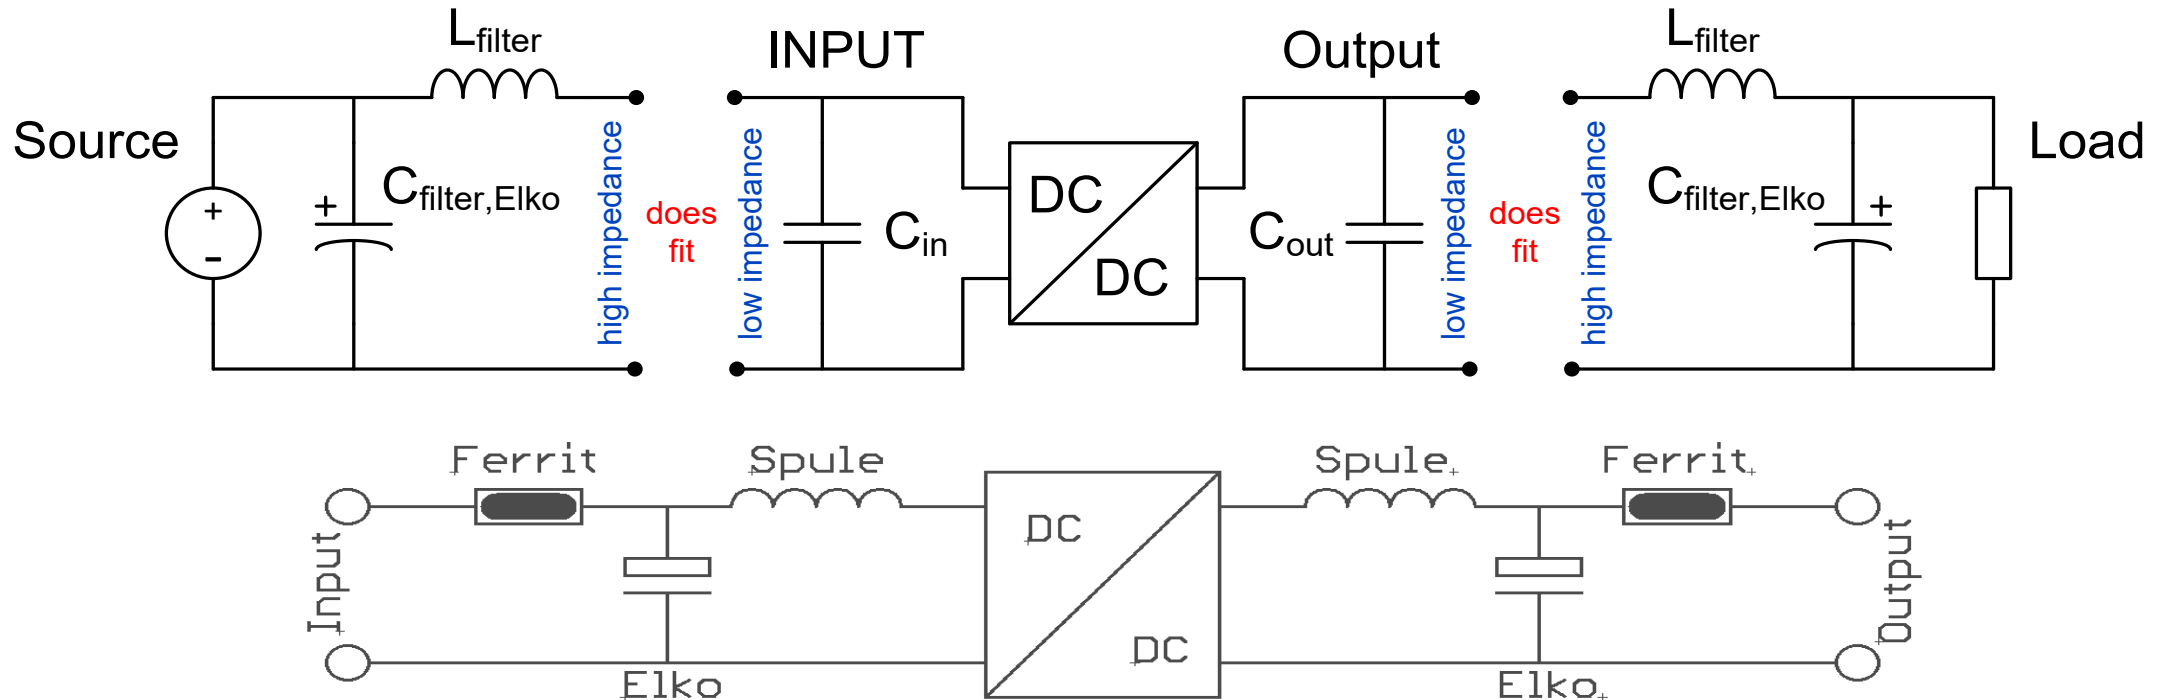 L filter
INPUT
Output
L filter
Source
+
-
+
C filter,Elko
high impedance
does
fit
low impedance
C in
DC
DC
C out
low impedance
does
fit
high impedance
C filter,Elko
+
Load
Ferrit
Spule
Spule
Ferrit
Input
DC
DC
Output
Elko
Elko